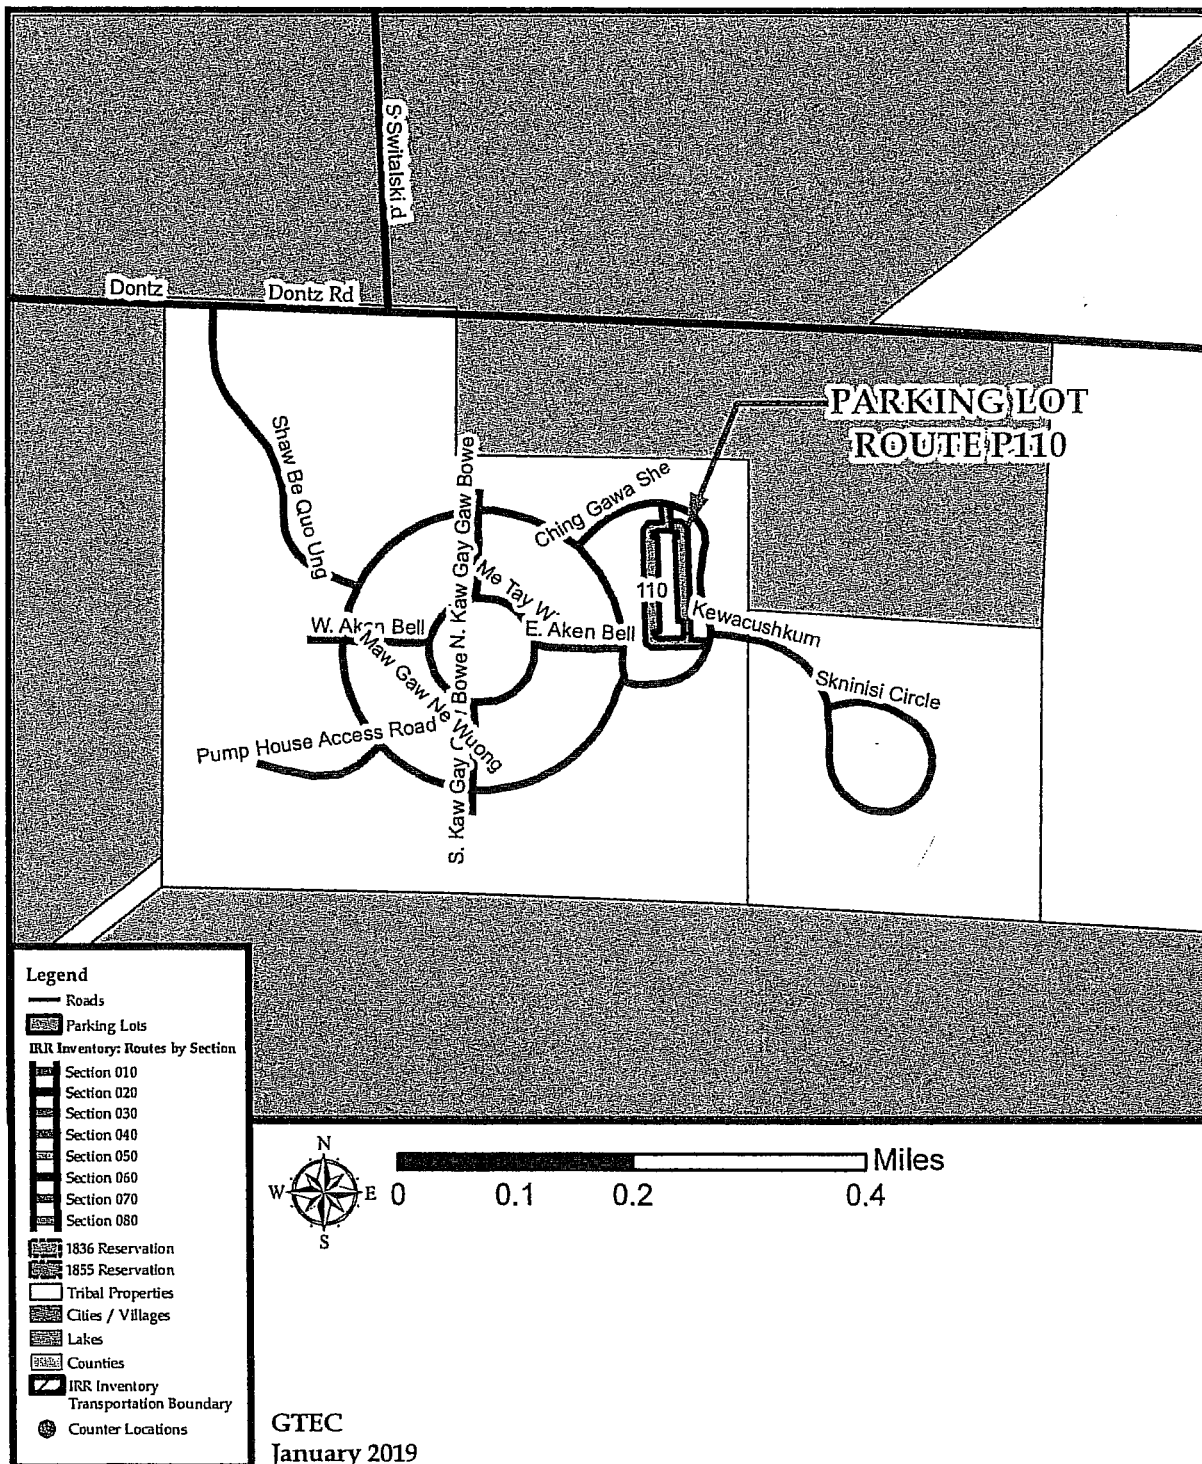 S Switalski d
Dontz
Dontz Rd
PARKING LOT
ROUTE P110
Shaw Be Quo Ung
N. Kaw Gay Gaw Bowe
Ching Gawa She
Me Tay Wi
110
Kewacushkum
W. Aken Bell
E. Aken Bell
Maw Gaw Ne Wuong
Skninisi Circle
Pump House Access Road
S. Kaw Gay
Bowe
Legend
Roads
Parking Lots
IRR Inventory: Routes by Section
Section 010
Section 020
Section 030
Section 040
Section 050
Section 060
Section 070
Section 080
1836 Reservation
1855 Reservation
Tribal Properties
Cities / Villages
Lakes
Counties
IRR Inventory
Transportation Boundary
Counter Locations
N
W E
S
Miles
0 0.1 0.2 0.4
GTEC
January 2019